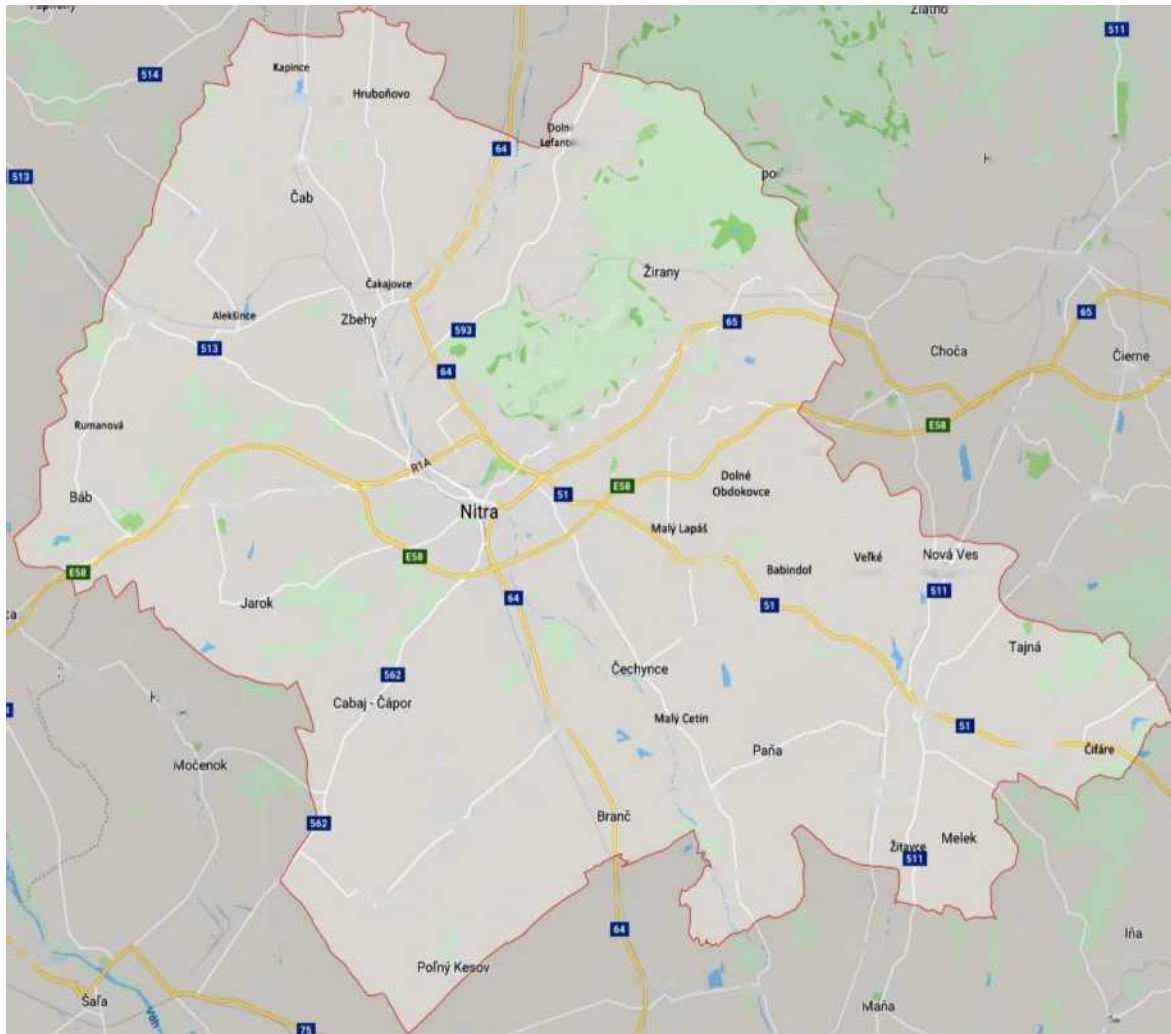 Zlatno
511
Kapince
514
Hruboňovo
64
513
Čab
Žirany
Čakajovce
Alekšince
Zbehy
593
65
65
513
Choča
Čierne
64
Rumanová
E58
R1A
Báb
Nitra
51
E58
Dolné
Obdokovce
Malý Lapáš
E58
E58
Babindol
Veľké
Nová Ves
511
Jarok
64
51
Tajná
562
Čechynce
Cabaj - Čápor
Malý Cetín
51
Paňa
Čifáre
Močenok
562
Branč
Žitavce
Melek
511
64
Iňa
Poľný Kesov
Šaľa
Váh
75
Maňa